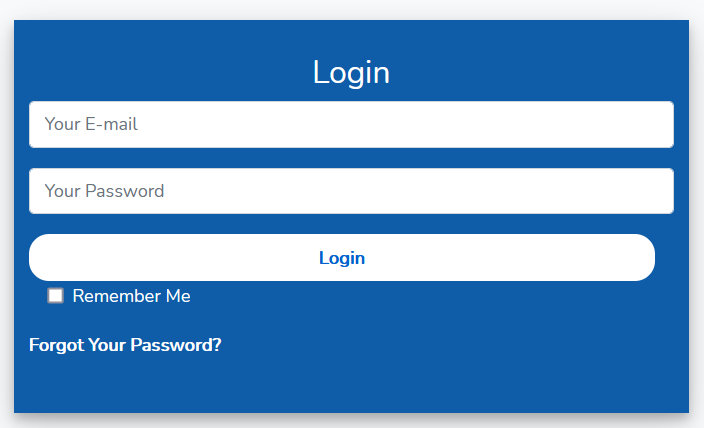 Login
Your E-mail
Your Password
Login
Remember Me
Forgot Your Password?